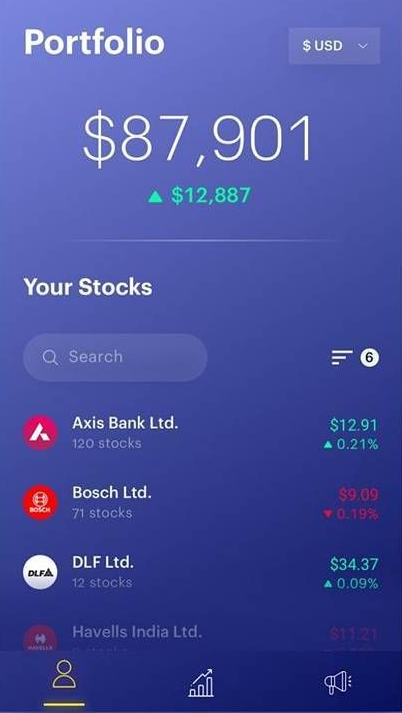 Portfolio
$ USD
$87,901
▲ $12,887
Your Stocks
Search
6
Axis Bank Ltd.
$12.91
120 stocks
▲ 0.21%
BOSCH
Bosch Ltd.
$9.09
71 stocks
▼ 0.19%
DLF
DLF Ltd.
$34.37
12 stocks
▲ 0.09%
HAVELLS
Havells India Ltd.
$11.21
stocks